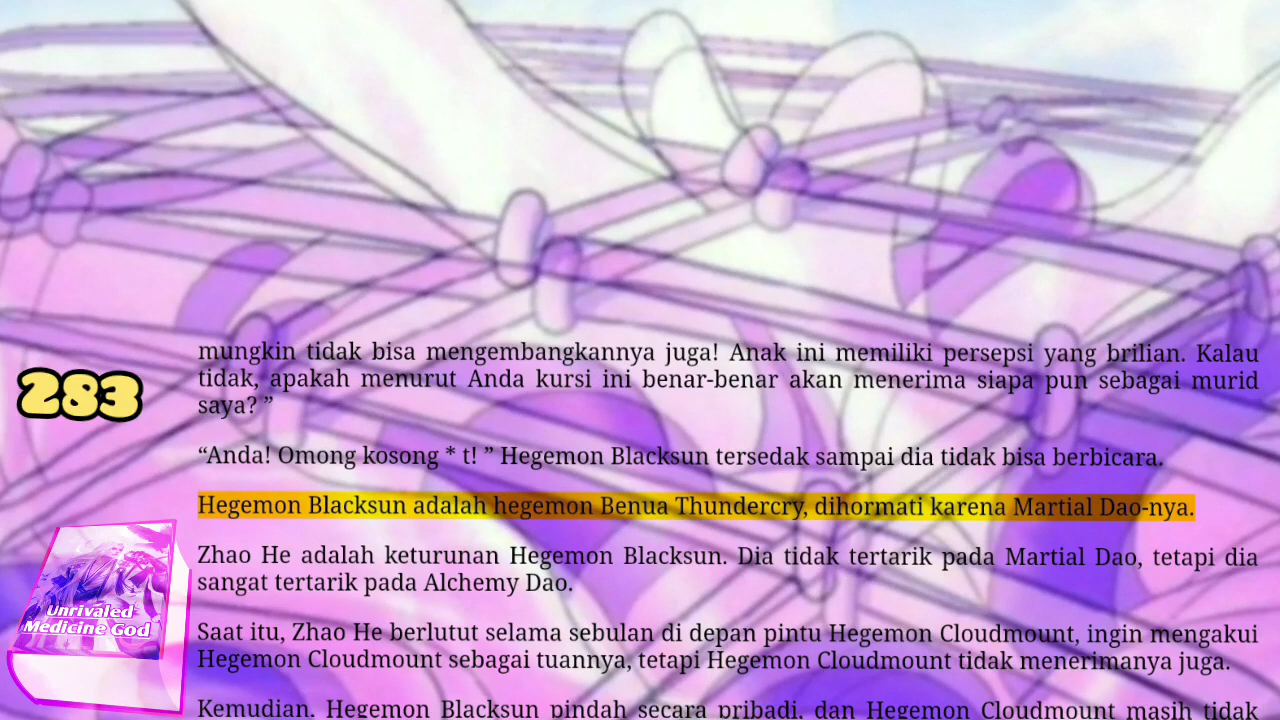 mungkin tidak bisa mengembangkannya juga! Anak ini memiliki persepsi yang brilian. Kalau
tidak, apakah menurut Anda kursi ini benar-benar akan menerima siapa pun sebagai murid
saya? ”
“Anda! Omong kosong * t! ” Hegemon Blacksun tersedak sampai dia tidak bisa berbicara.
Hegemon Blacksun adalah hegemon Benua Thundercry, dihormati karena Martial Dao-nya.
Zhao He adalah keturunan Hegemon Blacksun. Dia tidak tertarik pada Martial Dao, tetapi dia
sangat tertarik pada Alchemy Dao.
Saat itu, Zhao He berlutut selama sebulan di depan pintu Hegemon Cloudmount, ingin mengakui
Hegemon Cloudmount sebagai tuannya, tetapi Hegemon Cloudmount tidak menerimanya juga.
Kemudian, Hegemon Blacksun pindah secara pribadi, dan Hegemon Cloudmount masih tidak
283
Unrivaled
Medicine God